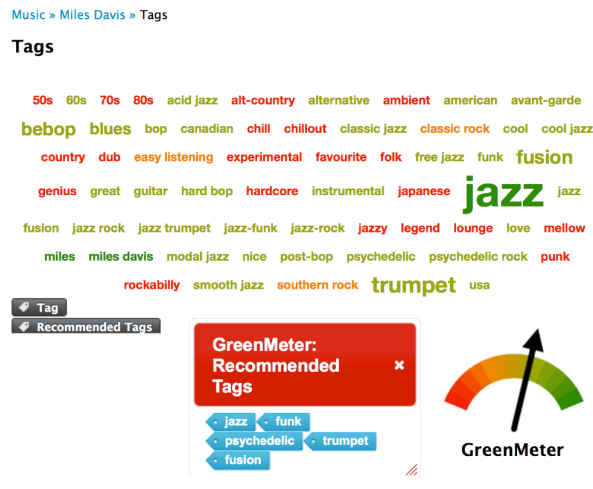 Music » Miles Davis » Tags
Tags
50s 60s 70s 80s acid jazz alt-country alternative ambient american avant-garde
bebop blues bop canadian chill chillout classic jazz classic rock cool cool jazz
country dub easy listening experimental favourite folk free jazz funk fusion
genius great guitar hard bop hardcore instrumental japanese jazz jazz
fusion jazz rock jazz trumpet jazz-funk jazz-rock jazzy legend lounge love mellow
miles miles davis modal jazz nice post-bop psychedelic psychedelic rock punk
rockabilly smooth jazz southern rock trumpet usa
Tag
Recommended Tags
GreenMeter:
Recommended
Tags
jazz funk
psychedelic trumpet
fusion
GreenMeter